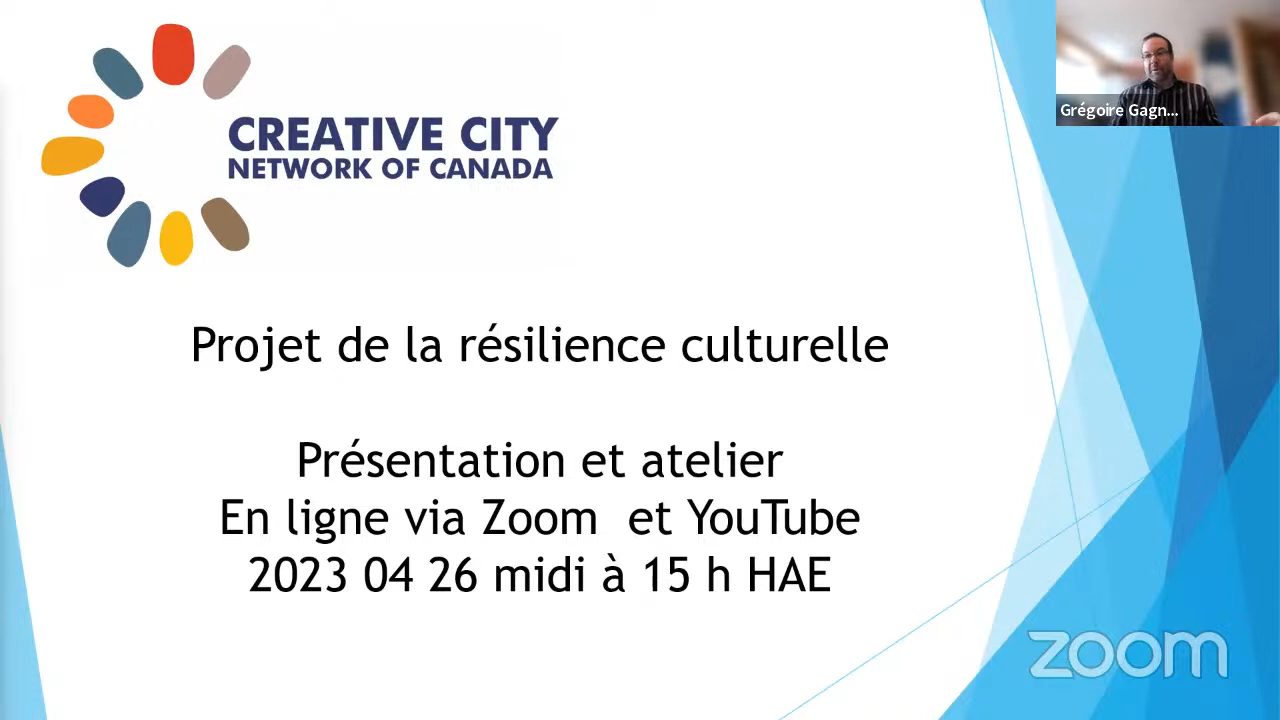 CREATIVE CITY
NETWORK OF CANADA
Grégoire Gagn...
Projet de la résilience culturelle
Présentation et atelier
En ligne via Zoom et YouTube
2023 04 26 midi à 15 h HAE
zoom